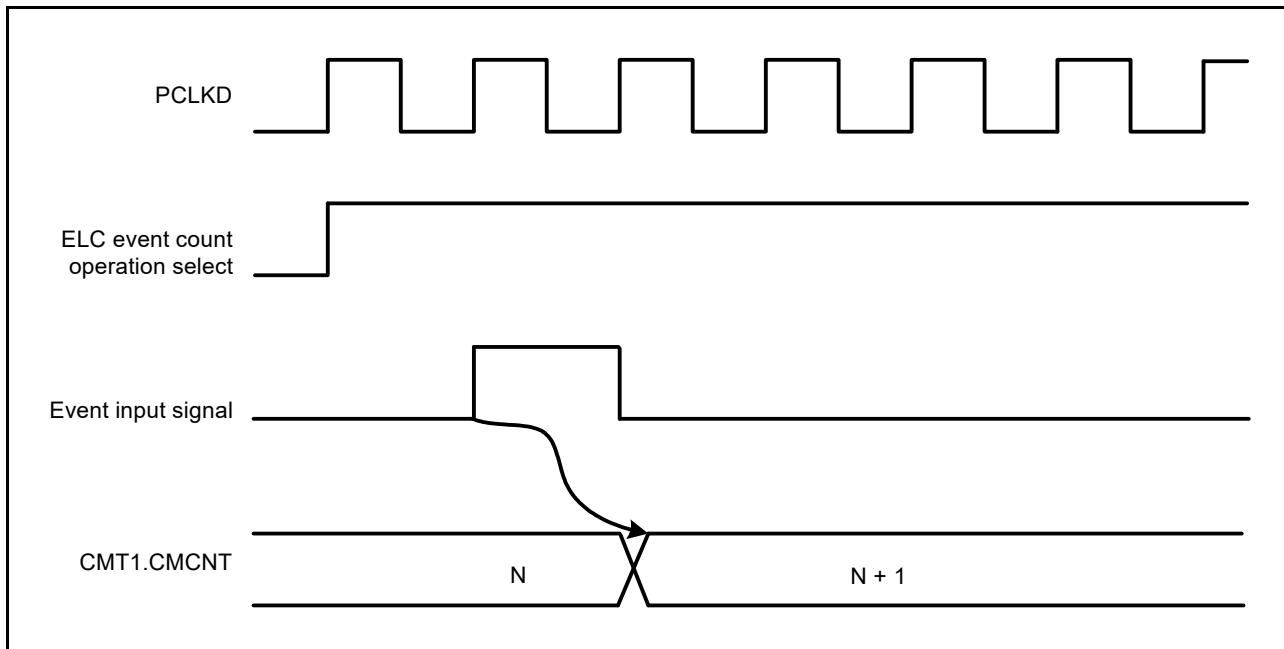 PCLKD
ELC event count
operation select
Event input signal
CMT1.CMCNT
N
N + 1